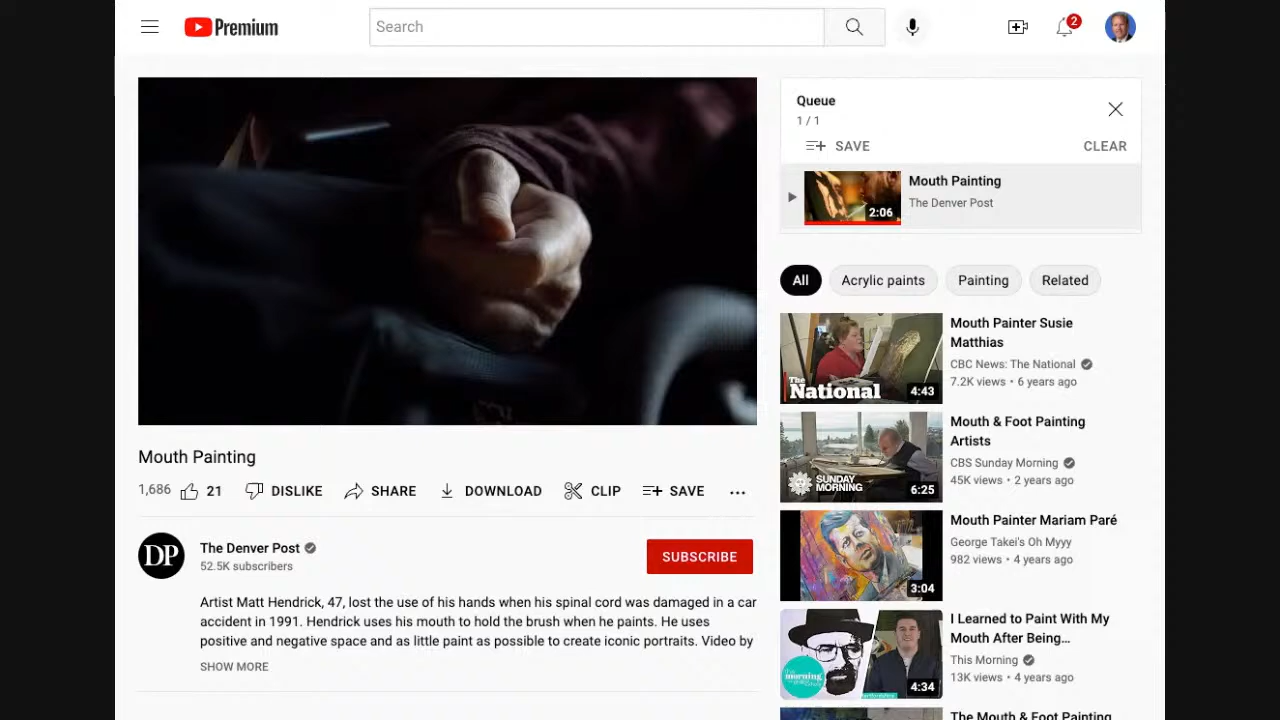 Premium
Search
2
Queue
1 / 1
SAVE
CLEAR
2:06
Mouth Painting
The Denver Post
All
Acrylic paints
Painting
Related
Mouth Painting
1,686
21
DISLIKE
SHARE
DOWNLOAD
CLIP
SAVE
DP
The Denver Post
52.5K subscribers
SUBSCRIBE
Artist Matt Hendrick, 47, lost the use of his hands when his spinal cord was damaged in a car
accident in 1991. Hendrick uses his mouth to hold the brush when he paints. He uses
positive and negative space and as little paint as possible to create iconic portraits. Video by
SHOW MORE
The
National
4:43
Mouth Painter Susie
Matthias
CBC News: The National
7.2K views • 6 years ago
SUNDAY
MORNING
6:25
Mouth & Foot Painting
Artists
CBS Sunday Morning
45K views • 2 years ago
3:04
Mouth Painter Mariam Paré
George Takei's Oh Myyy
982 views • 4 years ago
this
morning
4:34
I Learned to Paint With My
Mouth After Being...
This Morning
13K views • 4 years ago
The Mouth & Foot Painting